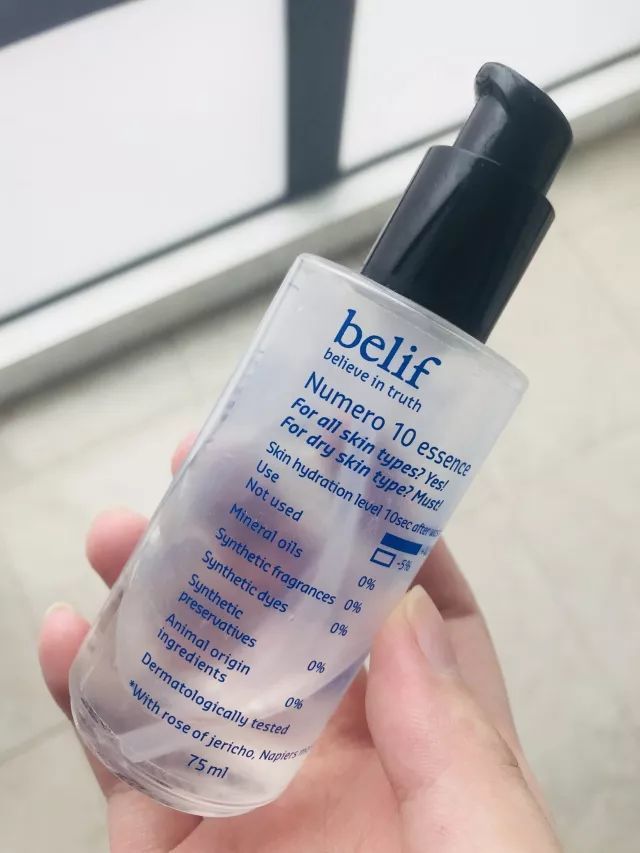 belif
believe in truth
Numero 10 essence
For all skin types? Yes!
For dry skin type? Must!
Skin hydration level 10sec after
Use
Not used -5%
Mineral oils 0%
Synthetic fragrances 0%
Synthetic dyes 0%
Synthetic
preservatives 0%
Animal origin
ingredients 0%
Dermatologically tested
*With rose of jericho, Napiers
75 ml